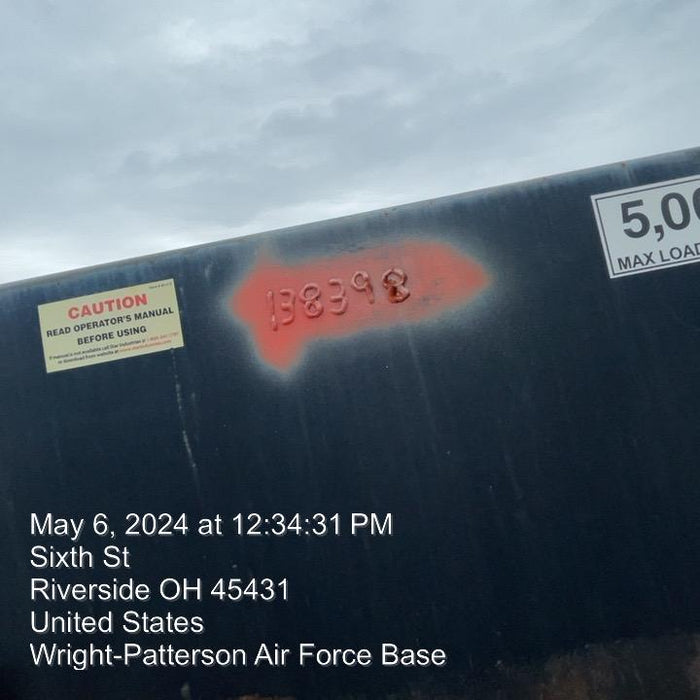 CAUTION
READ OPERATOR'S MANUAL
BEFORE USING
138398
5,00
MAX LOAD
May 6, 2024 at 12:34:31 PM
Sixth St
Riverside OH 45431
United States
Wright-Patterson Air Force Base